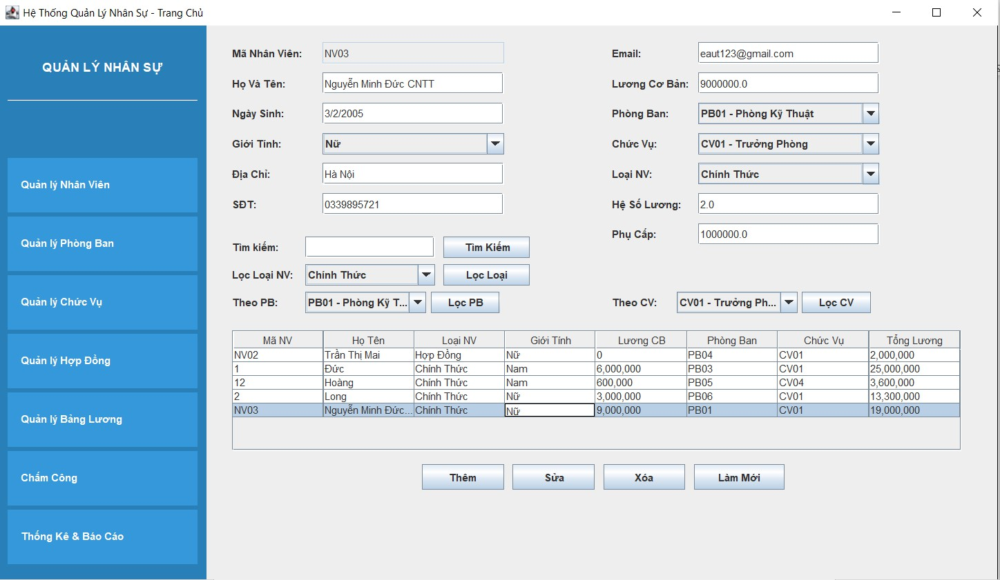 Hệ Thống Quản Lý Nhân Sự - Trang Chủ
QUẢN LÝ NHÂN SỰ
Quản lý Nhân Viên
Quản lý Phòng Ban
Quản lý Chức Vụ
Quản lý Hợp Đồng
Quản lý Bảng Lương
Chấm Công
Thống Kê & Báo Cáo
Mã Nhân Viên: NV03
Họ Và Tên: Nguyễn Minh Đức CNTT
Ngày Sinh: 3/2/2005
Giới Tính: Nữ
Địa Chỉ: Hà Nội
SĐT: 0339895721
Email: eaut123@gmail.com
Lương Cơ Bản: 9000000.0
Phòng Ban: PB01 - Phòng Kỹ Thuật
Chức Vụ: CV01 - Trưởng Phòng
Loại NV: Chính Thức
Hệ Số Lương: 2.0
Phụ Cấp: 1000000.0
Tìm kiếm: Tìm Kiếm
Lọc Loại NV: Chính Thức Lọc Loại
Theo PB: PB01 - Phòng Kỹ T... Lọc PB
Theo CV: CV01 - Trưởng Ph... Lọc CV
Mã NV Họ Tên Loại NV Giới Tính Lương CB Phòng Ban Chức Vụ Tổng Lương
NV02 Trần Thị Mai Hợp Đồng Nữ 0 PB04 CV01 2,000,000
1 Đức Chính Thức Nam 6,000,000 PB03 CV01 25,000,000
12 Hoàng Chính Thức Nam 600,000 PB05 CV04 3,600,000
2 Long Chính Thức Nữ 3,000,000 PB06 CV01 13,300,000
NV03 Nguyễn Minh Đức... Chính Thức Nữ 9,000,000 PB01 CV01 19,000,000
Thêm Sửa Xóa Làm Mới